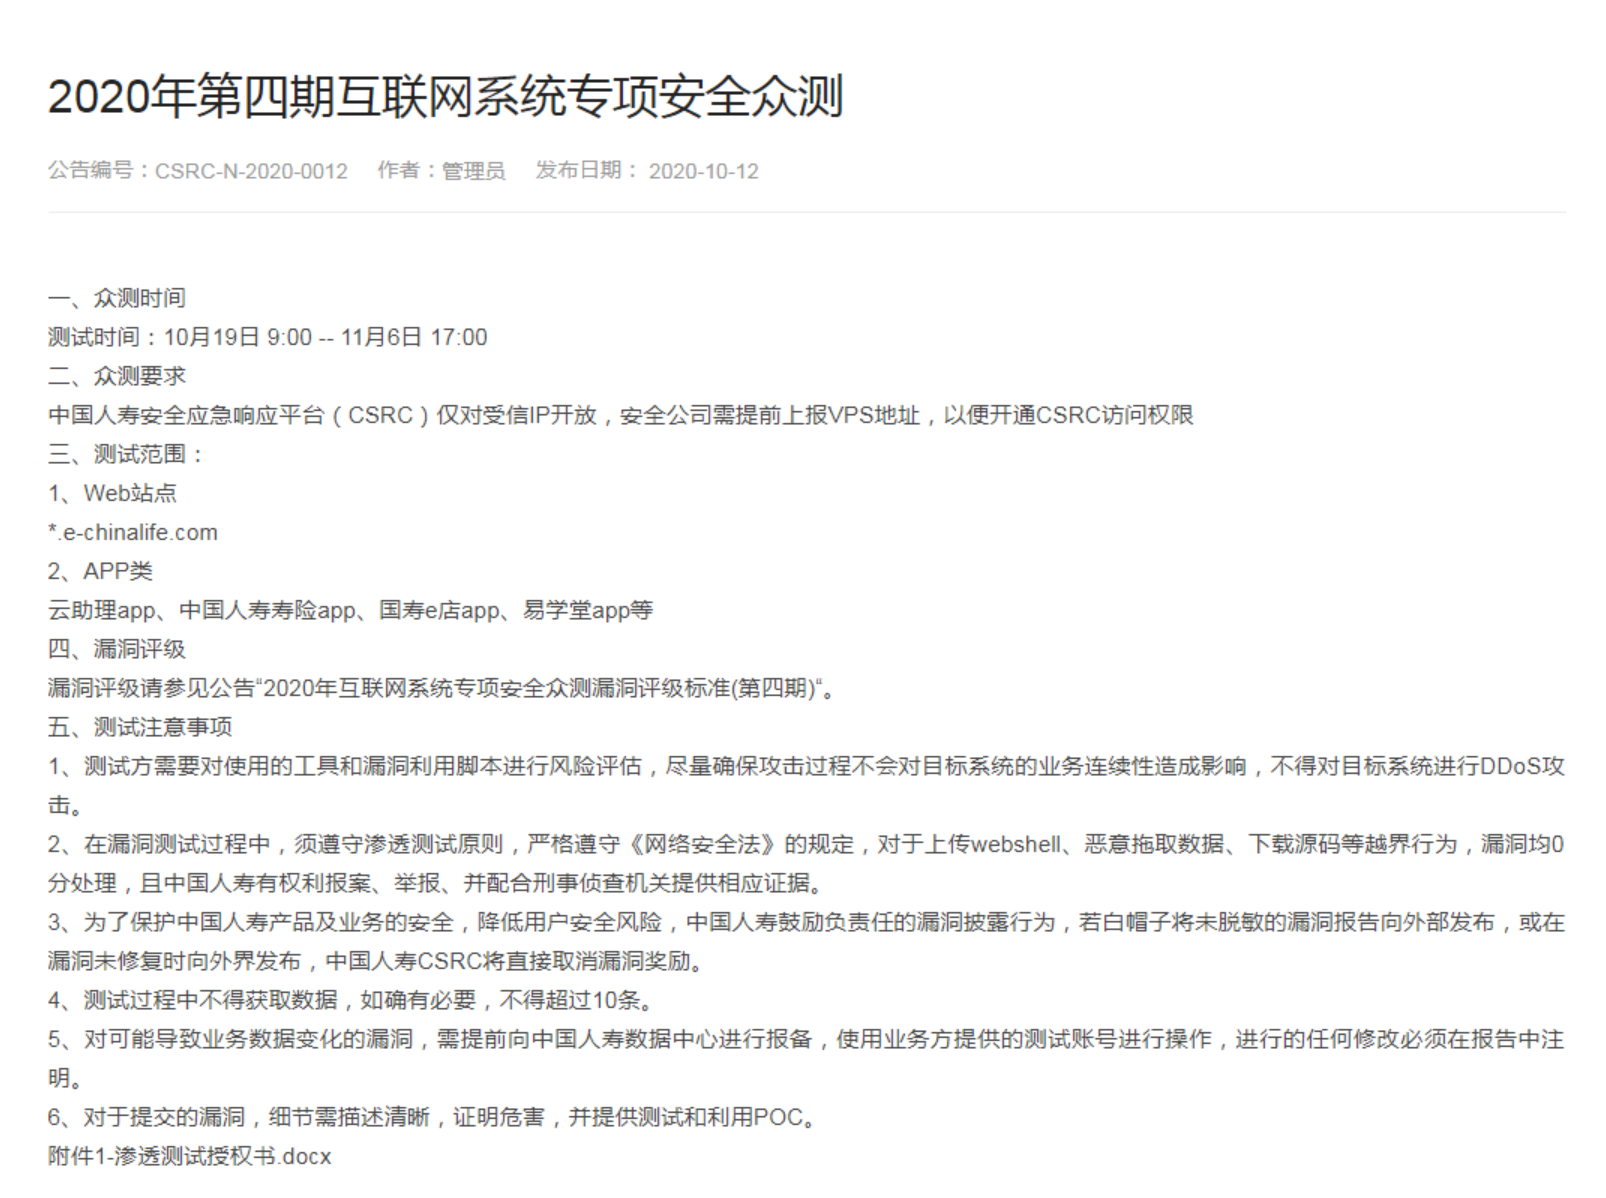 2020年第四期互联网系统专项安全众测
公告编号：CSRC-N-2020-0012 作者：管理员 发布日期： 2020-10-12
一、众测时间
测试时间：10月19日 9:00 -- 11月6日 17:00
二、众测要求
中国人寿安全应急响应平台（CSRC）仅对受信IP开放，安全公司需提前上报VPS地址，以便开通CSRC访问权限
三、测试范围：
1、Web站点
*.e-chinalife.com
2、APP类
云助理app、中国人寿寿险app、国寿e店app、易学堂app等
四、漏洞评级
漏洞评级请参见公告“2020年互联网系统专项安全众测漏洞评级标准(第四期)“。
五、测试注意事项
1、测试方需要对使用的工具和漏洞利用脚本进行风险评估，尽量确保攻击过程不会对目标系统的业务连续性造成影响，不得对目标系统进行DDoS攻
击。
2、在漏洞测试过程中，须遵守渗透测试原则，严格遵守《网络安全法》的规定，对于上传webshell、恶意拖取数据、下载源码等越界行为，漏洞均0
分处理，且中国人寿有权利报案、举报、并配合刑事侦查机关提供相应证据。
3、为了保护中国人寿产品及业务的安全，降低用户安全风险，中国人寿鼓励负责任的漏洞披露行为，若白帽子将未脱敏的漏洞报告向外部发布，或在
漏洞未修复时向外界发布，中国人寿CSRC将直接取消漏洞奖励。
4、测试过程中不得获取数据，如确有必要，不得超过10条。
5、对可能导致业务数据变化的漏洞，需提前向中国人寿数据中心进行报备，使用业务方提供的测试账号进行操作，进行的任何修改必须在报告中注
明。
6、对于提交的漏洞，细节需描述清晰，证明危害，并提供测试和利用POC。
附件1-渗透测试授权书.docx